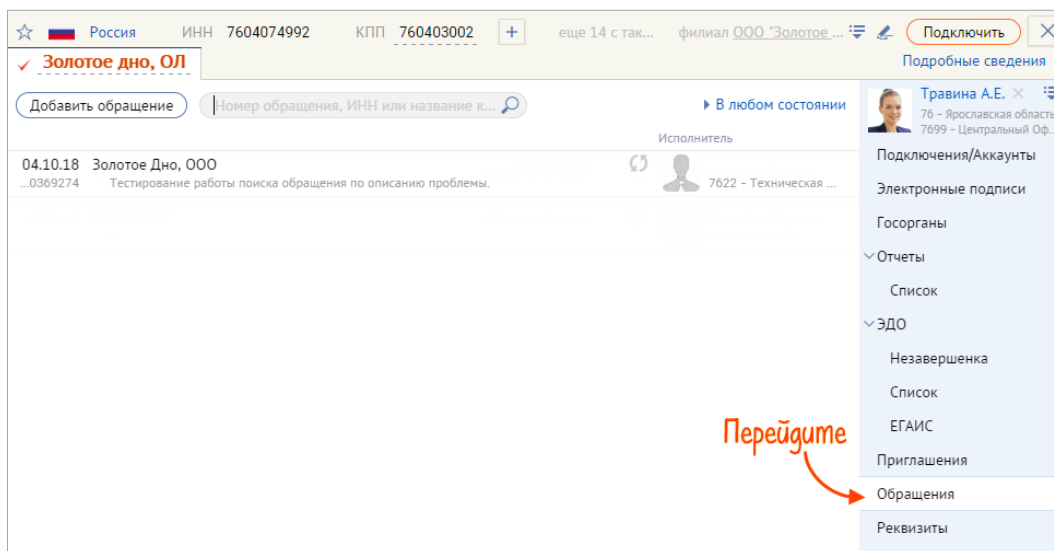 Россия ИНН 7604074992 КПП 760403002 + еще 14 с так... филиал ООО "Золотое ... Подключить
Золотое дно, ОЛ
Подробные сведения
Добавить обращение
Номер обращения, ИНН или название к...
В любом состоянии
Исполнитель
04.10.18 Золотое Дно, ООО
...0369274 Тестирование работы поиска обращения по описанию проблемы.
7622 - Техническая ...
Травина А.Е.
76 - Ярославская область
7699 - Центральный Оф..
Подключения/Аккаунты
Электронные подписи
Госорганы
Отчеты
Список
ЭДО
Незавершенка
Список
ЕГАИС
Приглашения
Перейдите
Обращения
Реквизиты